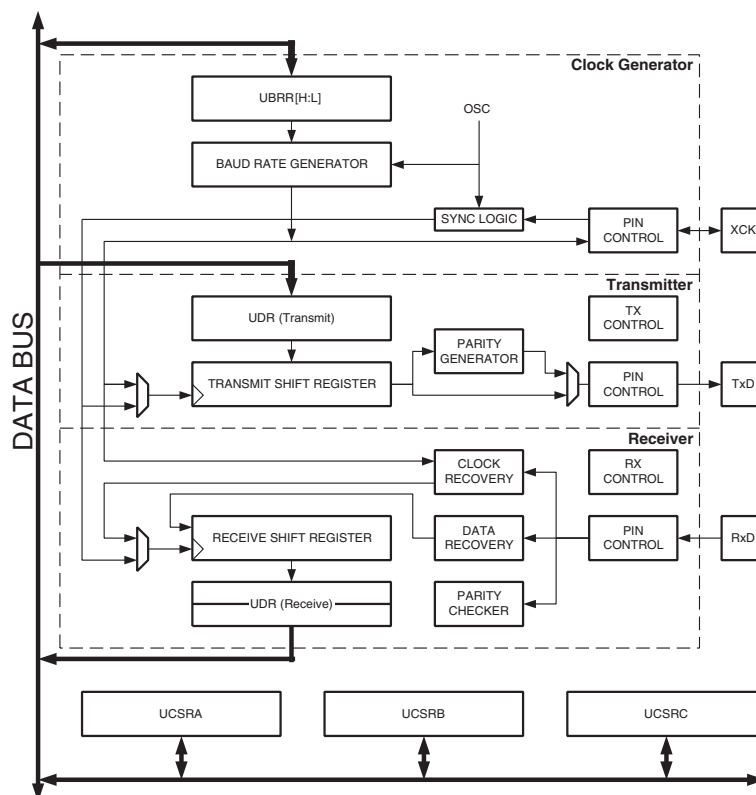 Clock Generator
UBRR[H:L]
OSC
BAUD RATE GENERATOR
SYNC LOGIC
PIN
CONTROL
XCK
DATA BUS
Transmitter
UDR (Transmit)
TX
CONTROL
PARITY
GENERATOR
TRANSMIT SHIFT REGISTER
PIN
CONTROL
TxD
Receiver
CLOCK
RECOVERY
RX
CONTROL
RECEIVE SHIFT REGISTER
DATA
RECOVERY
PIN
CONTROL
RxD
UDR (Receive)
PARITY
CHECKER
UCSRA
UCSRB
UCSRC